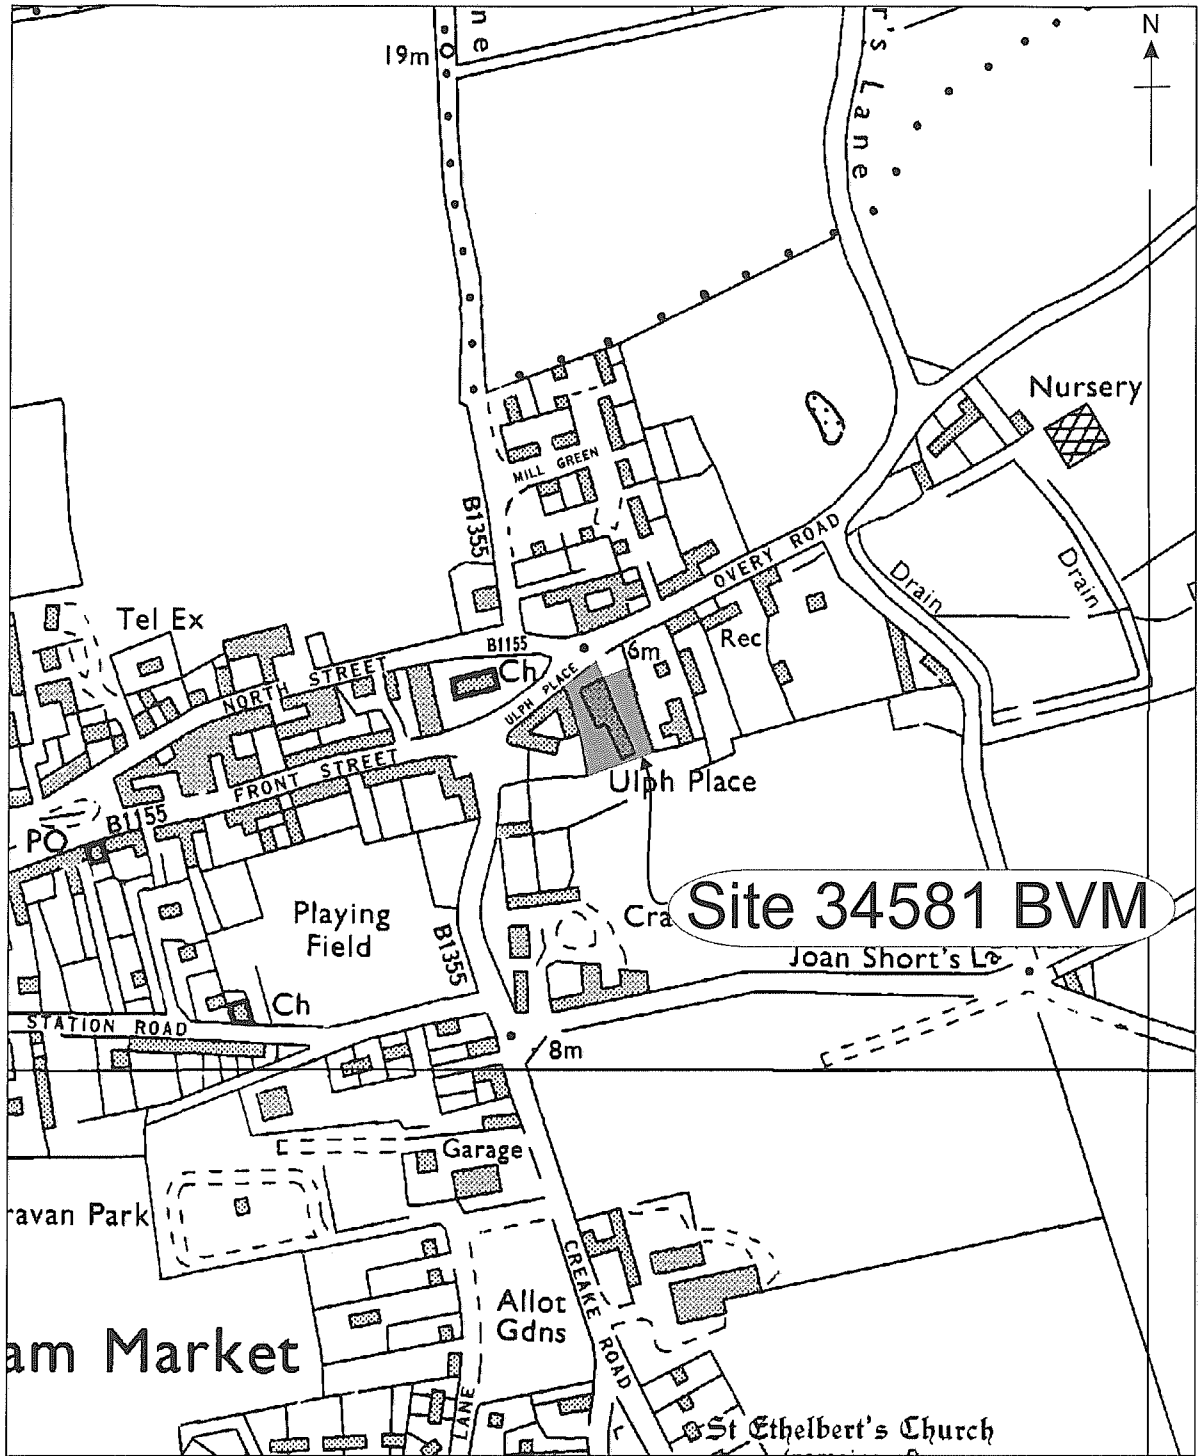 ne
19m
r's Lane
N
Nursery
MILL GREEN
B1355
OVERY ROAD
Drain
Drain
Tel Ex
B1155
6m
Rec
NORTH STREET
Ch
ULPH PLACE
FRONT STREET
Ulph Place
B1155
PO
Site 34581 BVM
Cra
Playing
Field
B1355
Joan Short's La
Ch
STATION ROAD
8m
Garage
ravan Park
CREAKE ROAD
Allot
Gdns
am Market
LANE
St Ethelbert's Church